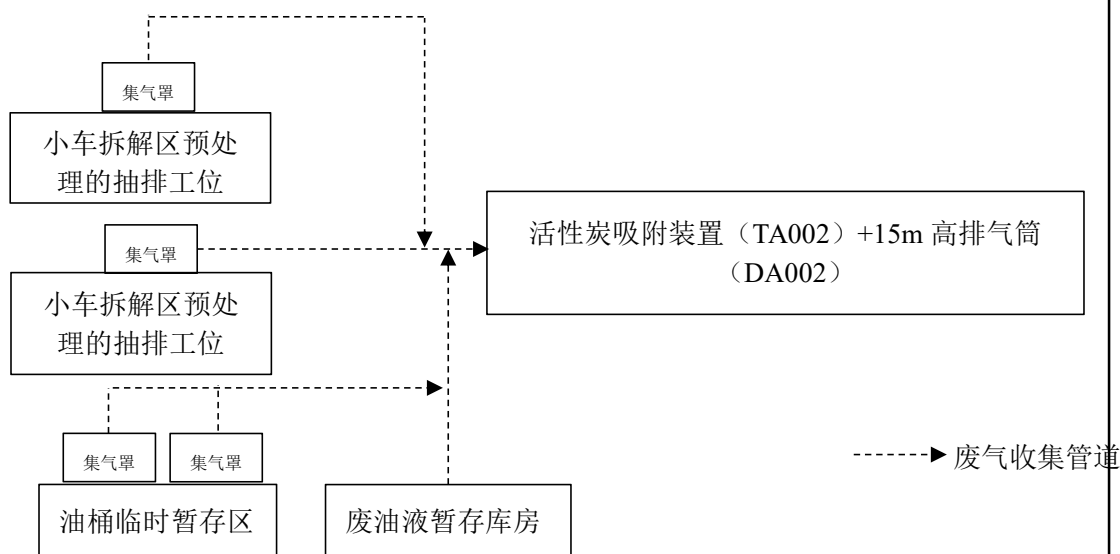 集气罩
小车拆解区预处
理的抽排工位
集气罩
小车拆解区预处
理的抽排工位
活性炭吸附装置（TA002）+15m 高排气筒
（DA002）
集气罩
集气罩
油桶临时暂存区
废油液暂存库房
废气收集管道